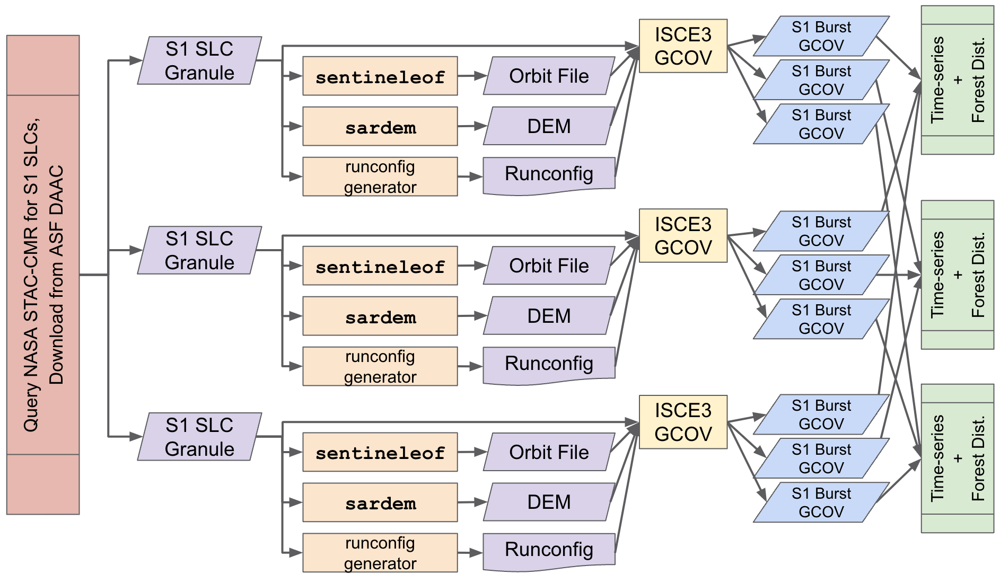 Query NASA STAC-CMR for S1 SLCs,
Download from ASF DAAC
S1 SLC
Granule
sentineleof
Orbit File
sardem
DEM
runconfig
generator
Runconfig
ISCE3
GCOV
S1 Burst
GCOV
S1 Burst
GCOV
S1 Burst
GCOV
Time-series
+
Forest Dist.
S1 SLC
Granule
sentineleof
Orbit File
sardem
DEM
runconfig
generator
Runconfig
ISCE3
GCOV
S1 Burst
GCOV
S1 Burst
GCOV
S1 Burst
GCOV
Time-series
+
Forest Dist.
S1 SLC
Granule
sentineleof
Orbit File
sardem
DEM
runconfig
generator
Runconfig
ISCE3
GCOV
S1 Burst
GCOV
S1 Burst
GCOV
S1 Burst
GCOV
Time-series
+
Forest Dist.